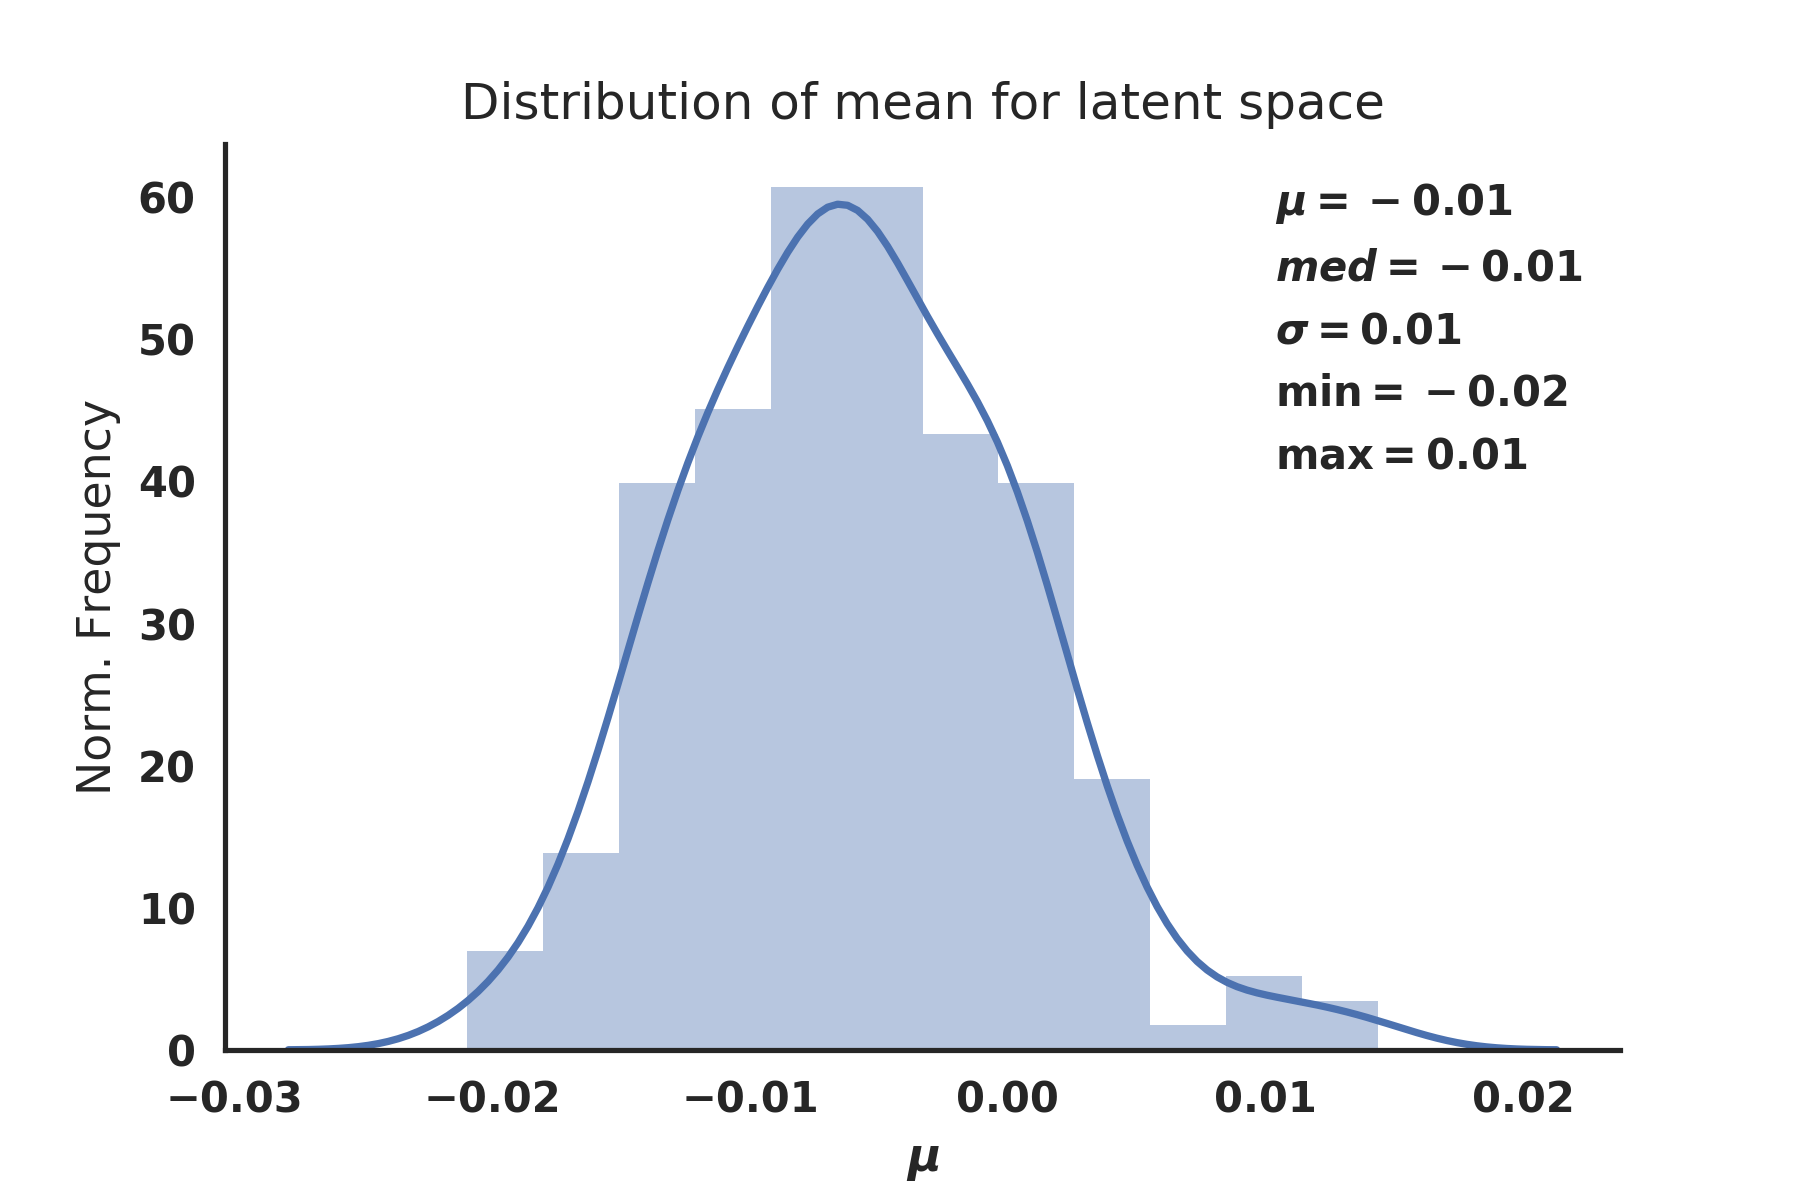 Distribution of mean for latent space
μ = −0.01
med = −0.01
σ = 0.01
min = −0.02
max = 0.01
Norm. Frequency
60
50
40
30
20
10
0
−0.03 −0.02 −0.01 0.00 0.01 0.02
μ